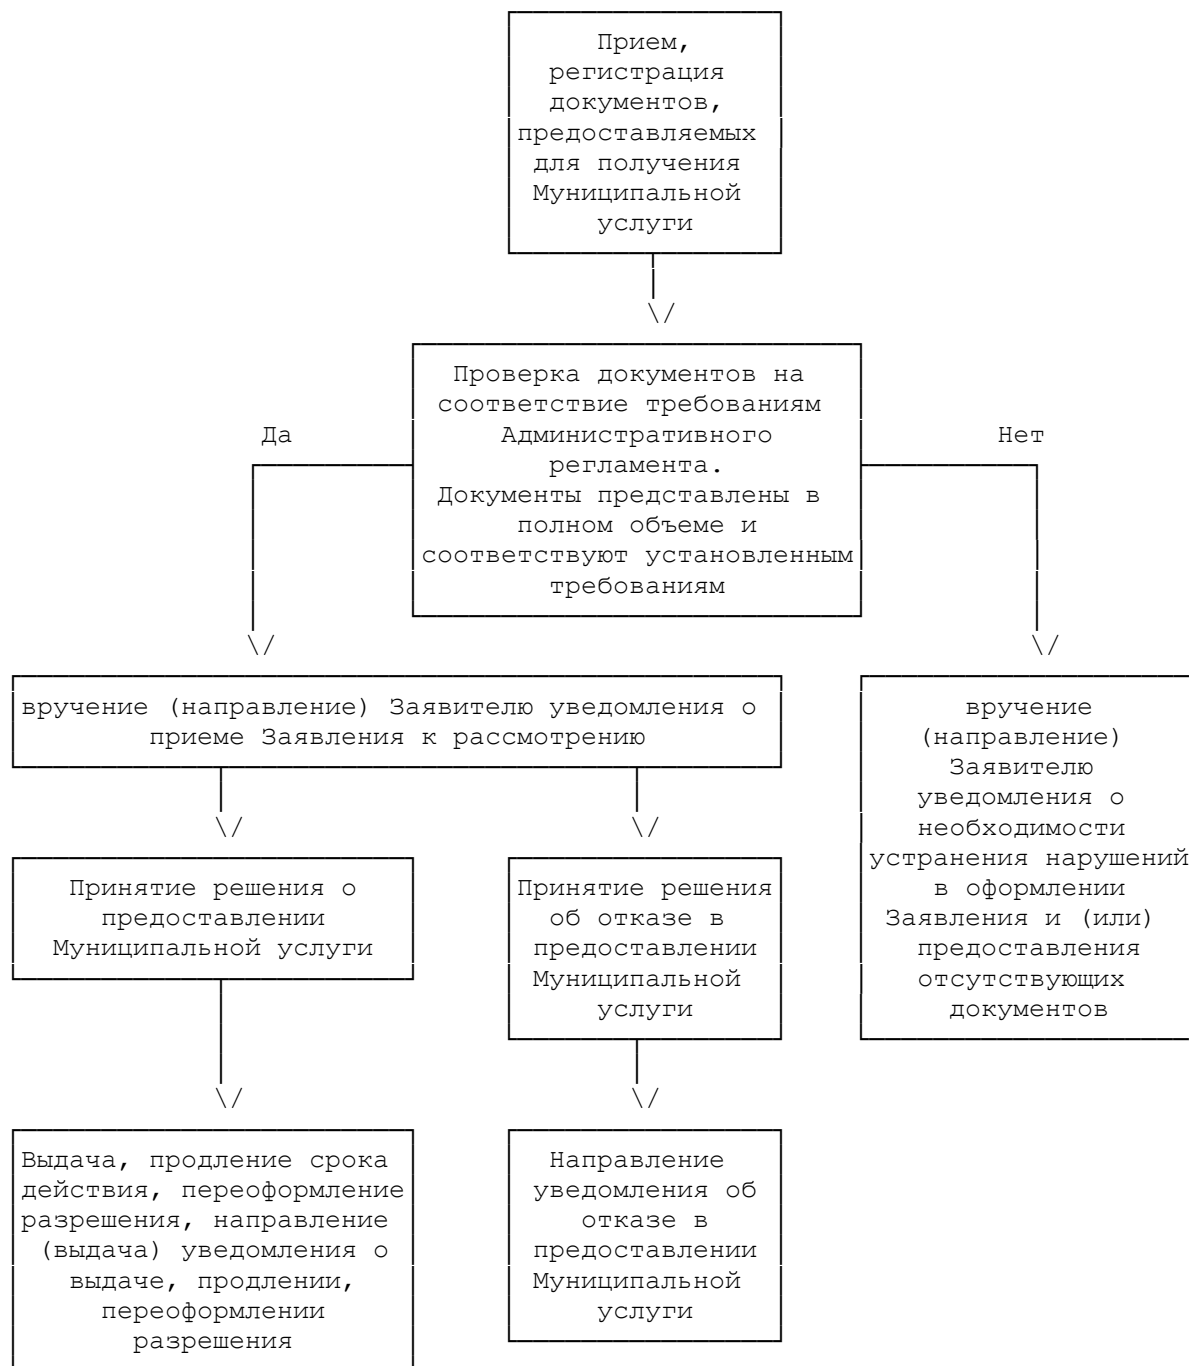 Прием,
регистрация
документов,
предоставляемых
для получения
Муниципальной
услуги
\/
Проверка документов на
соответствие требованиям
Административного
регламента.
Документы представлены в
полном объеме и
соответствуют установленным
требованиям
Да
Нет
\/
\/
вручение (направление) Заявителю уведомления о
приеме Заявления к рассмотрению
вручение
(направление)
Заявителю
уведомления о
необходимости
устранения нарушений
в оформлении
Заявления и (или)
предоставления
отсутствующих
документов
\/
\/
Принятие решения о
предоставлении
Муниципальной услуги
Принятие решения
об отказе в
предоставлении
Муниципальной
услуги
\/
\/
Выдача, продление срока
действия, переоформление
разрешения, направление
(выдача) уведомления о
выдаче, продлении,
переоформлении
разрешения
Направление
уведомления об
отказе в
предоставлении
Муниципальной
услуги